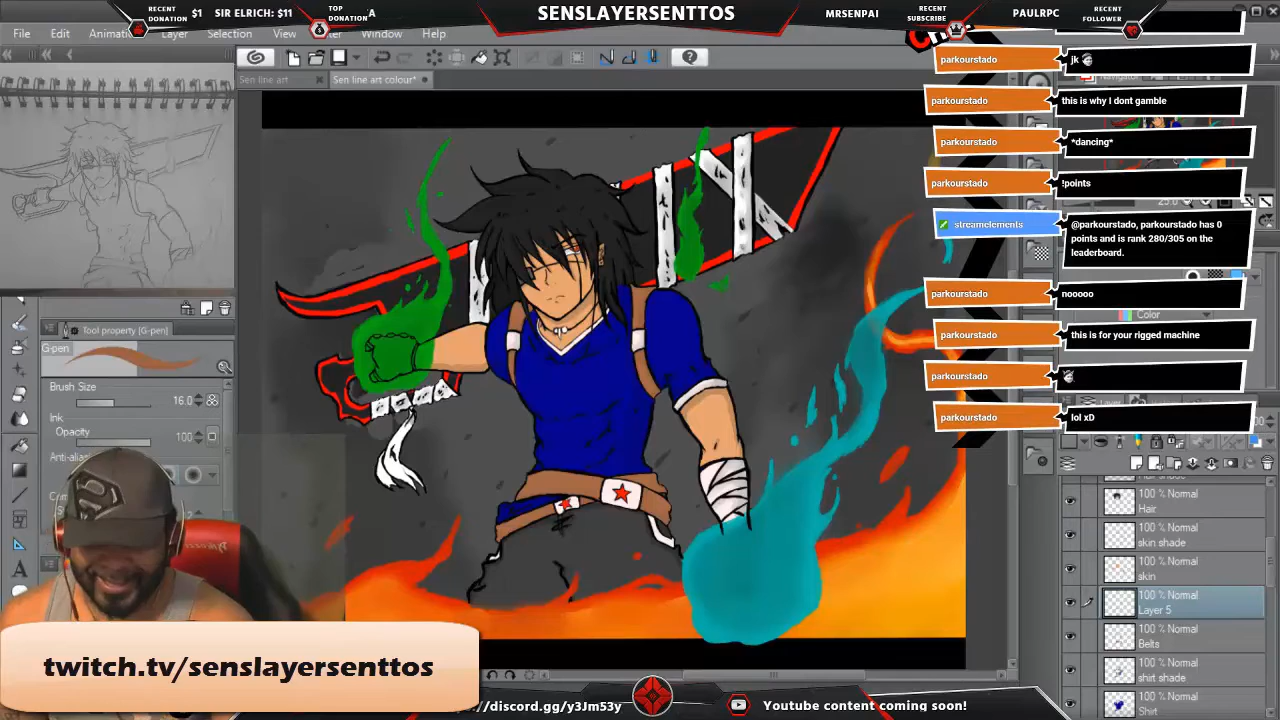 RECENT DONATION
$1
SIR ELRICH: $11
TOP DONATION
SENSLAYERSENTTOS
MRSENPAI
RECENT SUBSCRIBE
PAULRPC
RECENT FOLLOWER
File Edit Layer Selection View Window Help
Sen line art
Sen line art colour*
Tool property [G-pen]
G-pen
Brush Size
16.0
Ink
Opacity
100
parkourstado
jk
parkourstado
this is why I dont gamble
parkourstado
*dancing*
parkourstado
!points
streamelements
@parkourstado, parkourstado has 0
points and is rank 280/305 on the
leaderboard.
parkourstado
nooooo
parkourstado
this is for your rigged machine
parkourstado
parkourstado
lol xD
Color
100 % Normal
Hair
100 % Normal
skin shade
100 % Normal
skin
100 % Normal
Layer 5
100 % Normal
Belts
100 % Normal
shirt shade
100 % Normal
Shirt
twitch.tv/senslayersenttos
://discord.gg/y3Jm53y
Youtube content coming soon!